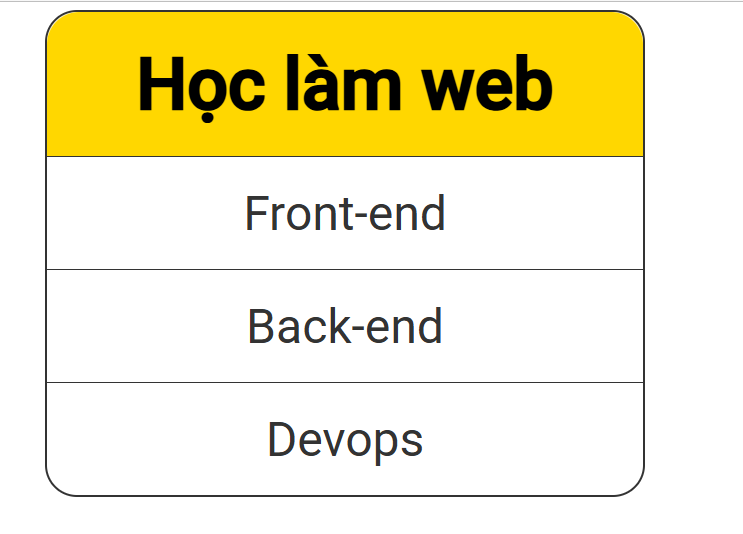 Học làm web
Front-end
Back-end
Devops